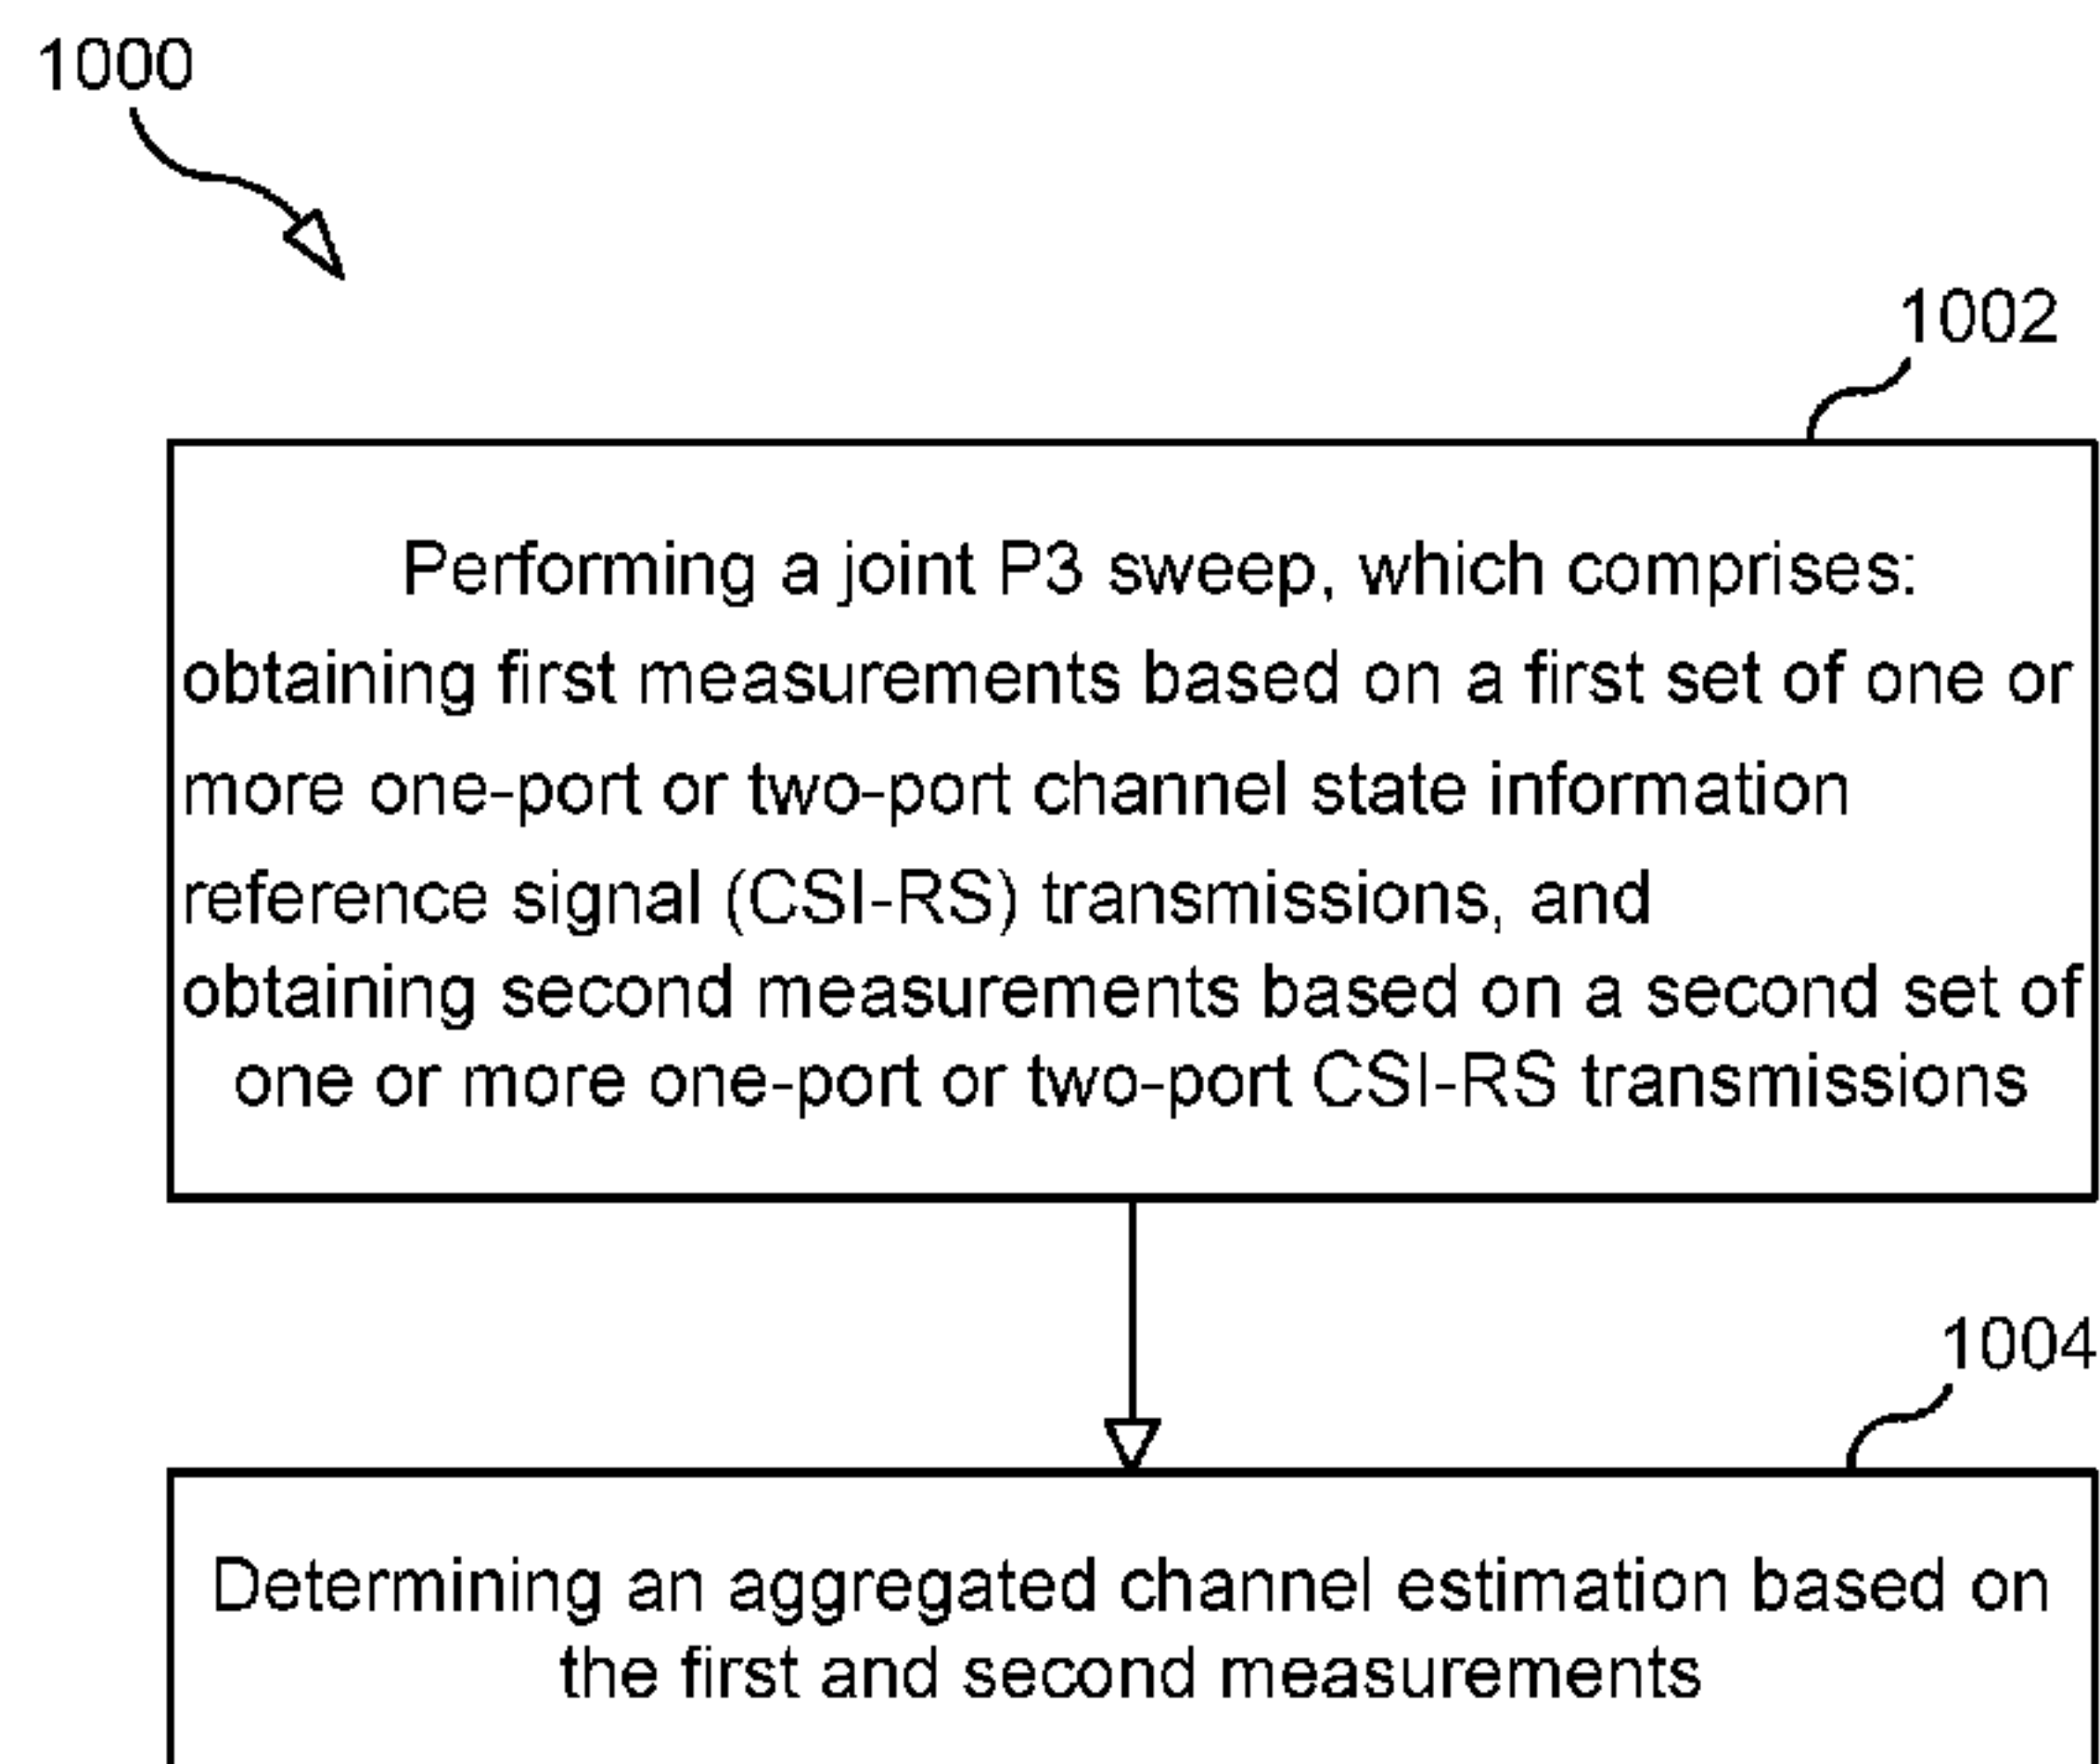 1000
1002
Performing a joint P3 sweep, which comprises:
obtaining first measurements based on a first set of one or
more one-port or two-port channel state information
reference signal (CSI-RS) transmissions, and
obtaining second measurements based on a second set of
one or more one-port or two-port CSI-RS transmissions
1004
Determining an aggregated channel estimation based on
the first and second measurements